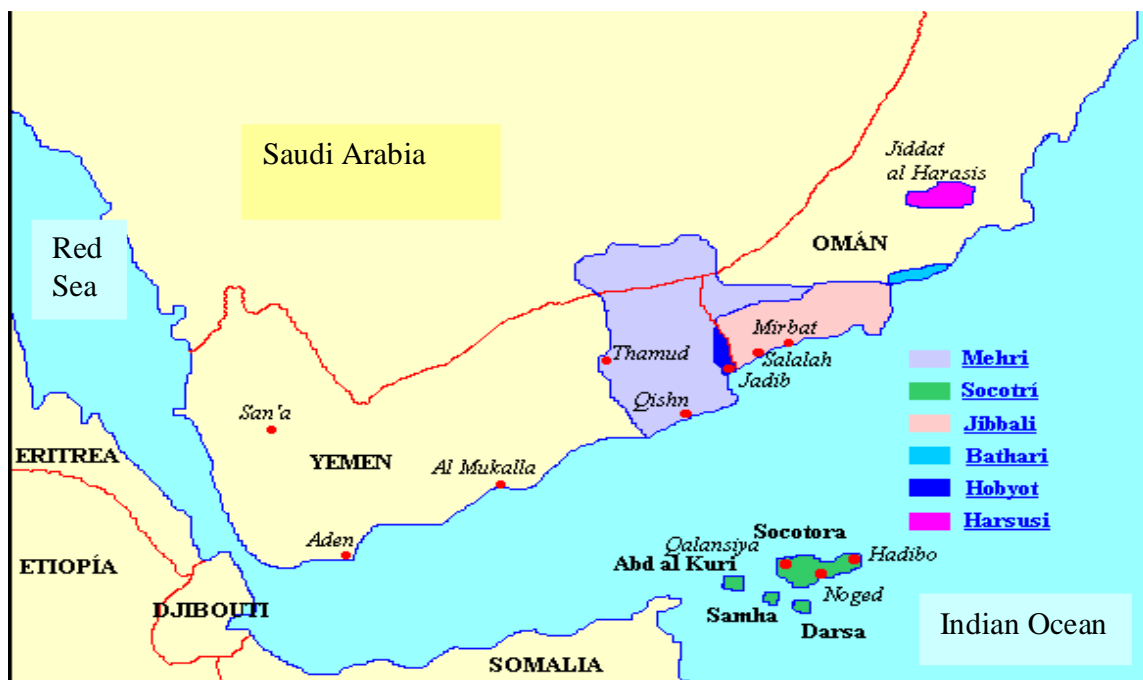 Saudi Arabia
Jiddat
al Harasis
Red
Sea
OMÁN
Mirbat
Thamud
Salalah
Jadib
Mehri
Qishn
Socotrí
San'a
Jibbali
ERITREA
YEMEN
Al Mukalla
Bathari
Hobyot
Harsusi
Aden
Socotora
Qalansiya
Hadibo
Abd al Kuri
ETIOPÍA
Noged
DJIBOUTI
Samha
Darsa
Indian Ocean
SOMALIA